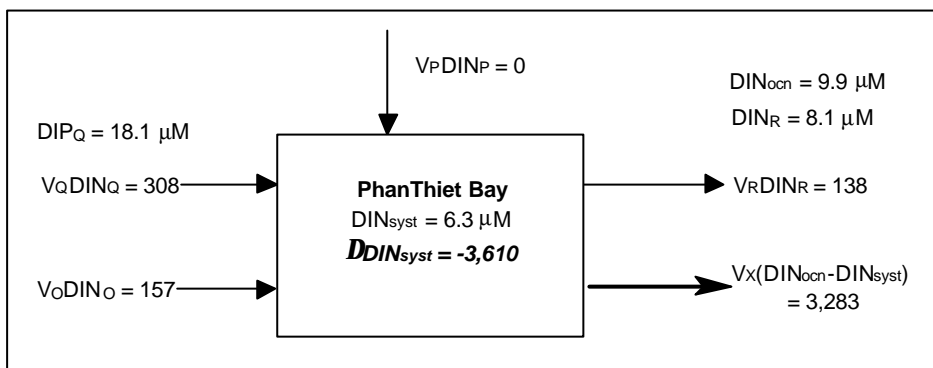 VPDINP = 0
DINocn = 9.9 µM
DINR = 8.1 µM
DIPQ = 18.1 µM
VQDINQ = 308
PhanThiet Bay
DINsyst = 6.3 µM
DDINsyst = -3,610
VRDINR = 138
VODINO = 157
VX(DINocn-DINsyst)
= 3,283